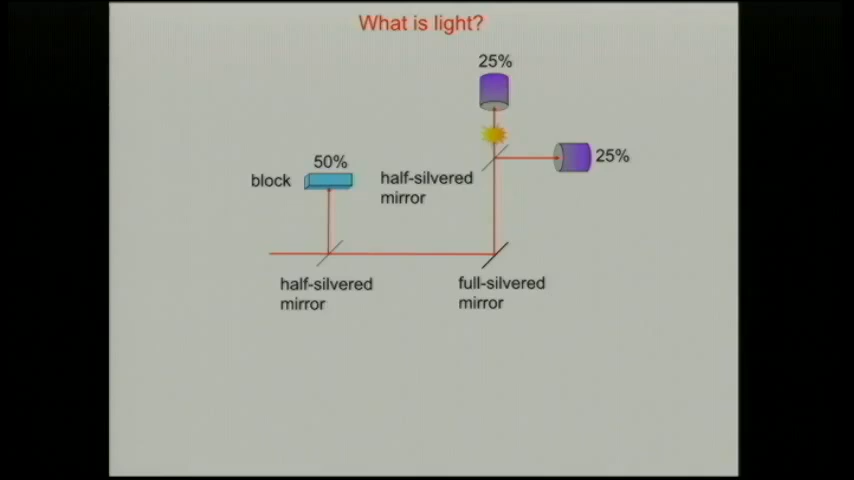 What is light?
25%
50%
25%
block
half-silvered
mirror
half-silvered
mirror
full-silvered
mirror